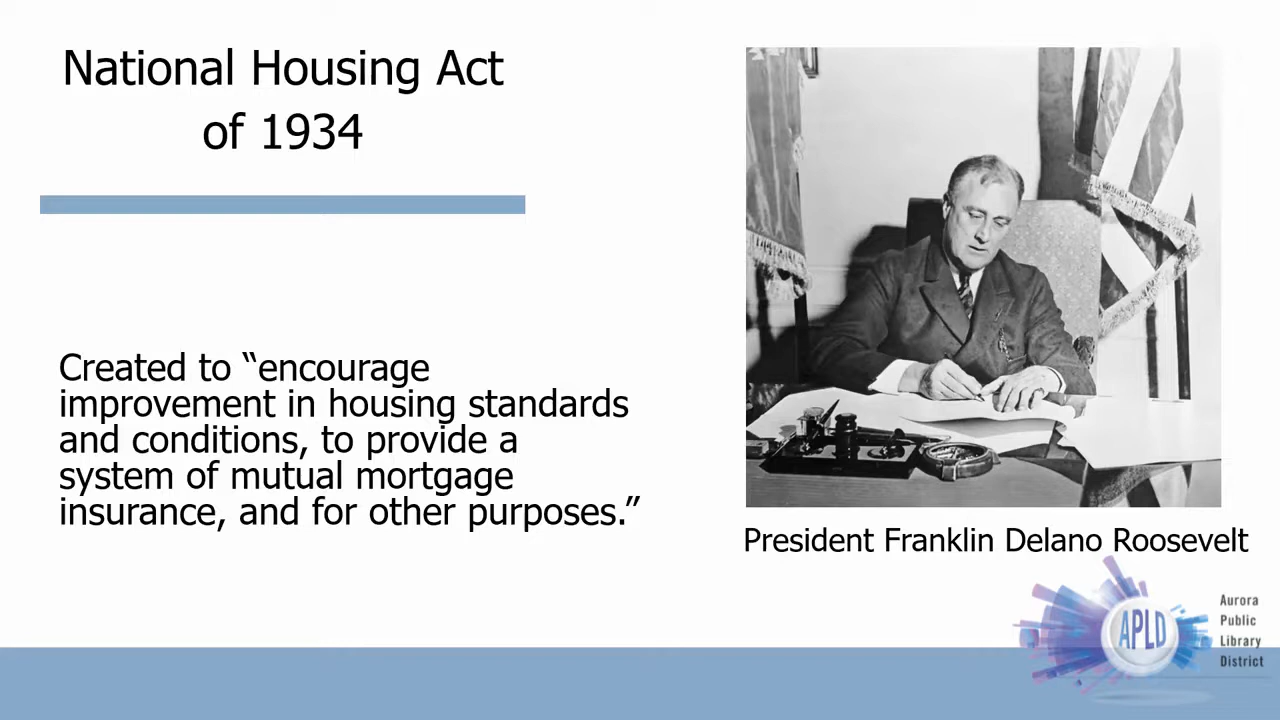 National Housing Act
of 1934
Created to “encourage
improvement in housing standards
and conditions, to provide a
system of mutual mortgage
insurance, and for other purposes.”
President Franklin Delano Roosevelt
APLD
Aurora
Public
Library
District